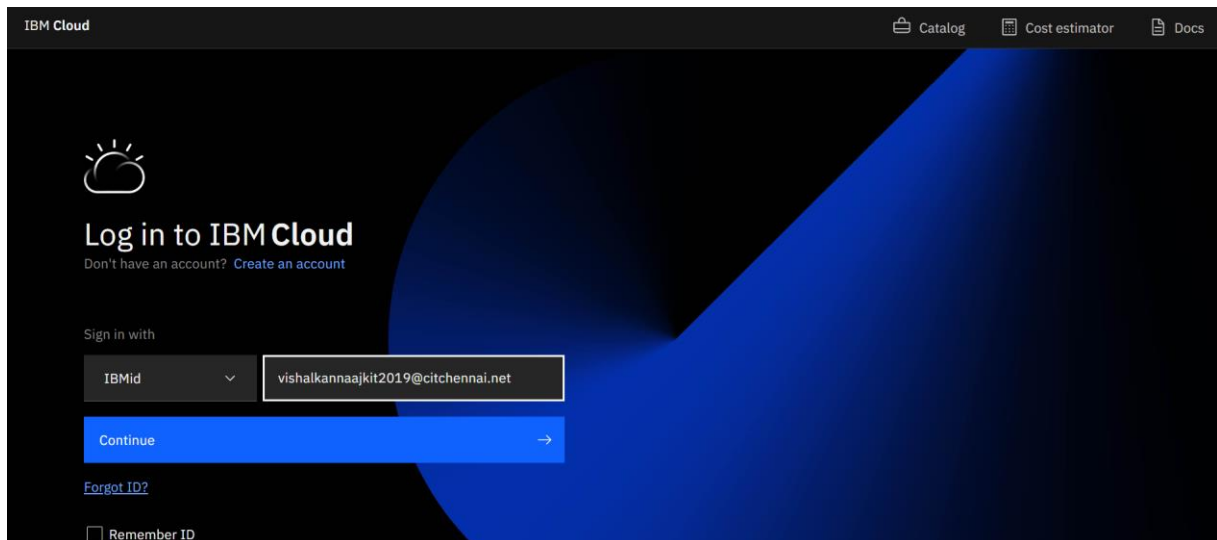 IBM Cloud
Catalog
Cost estimator
Docs
Log in to IBM Cloud
Don't have an account? Create an account
Sign in with
IBMid
vishalkannaajkit2019@citchennai.net
Continue
Forgot ID?
Remember ID